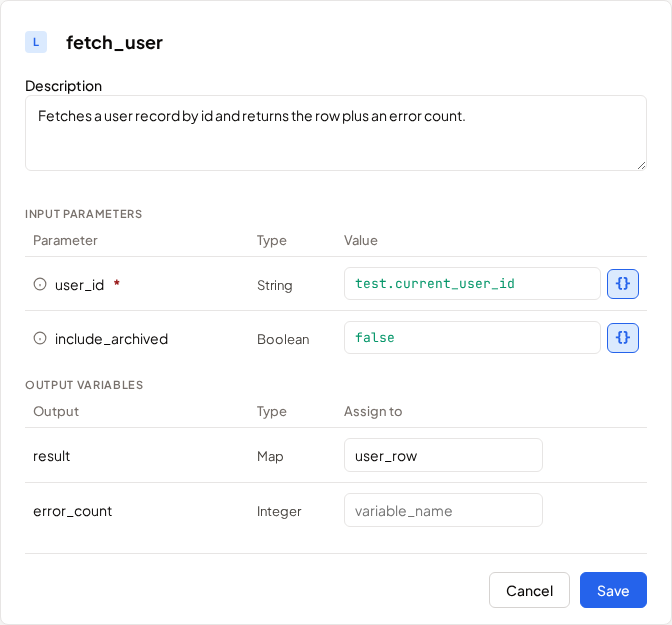 L fetch_user
Description
Fetches a user record by id and returns the row plus an error count.
INPUT PARAMETERS
Parameter Type Value
user_id * String test.current_user_id {}
include_archived Boolean false {}
OUTPUT VARIABLES
Output Type Assign to
result Map user_row
error_count Integer variable_name
Cancel Save